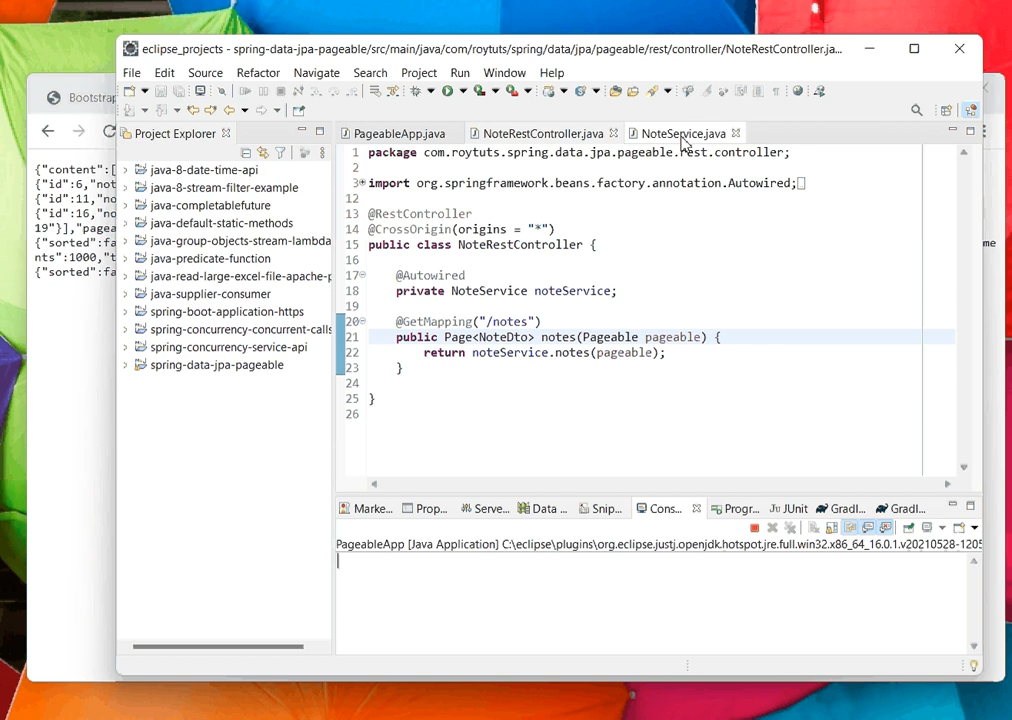 eclipse_projects - spring-data-jpa-pageable/src/main/java/com/roytuts/spring/data/jpa/pageable/rest/controller/NoteRestController.ja...
File Edit Source Refactor Navigate Search Project Run Window Help
Bootstrap
Project Explorer
PageableApp.java NoteRestController.java NoteService.java
{"content":[
{"id":6,"not
{"id":11,"no
{"id":16,"no
19"}],"pagea
{"sorted":fa
nts":1000,"t
{"sorted":fa
me
java-8-date-time-api
java-8-stream-filter-example
java-completablefuture
java-default-static-methods
java-group-objects-stream-lambda
java-predicate-function
java-read-large-excel-file-apache-p
java-supplier-consumer
spring-boot-application-https
spring-concurrency-concurrent-calls
spring-concurrency-service-api
spring-data-jpa-pageable
1 package com.roytuts.spring.data.jpa.pageable.rest.controller;
2
3 import org.springframework.beans.factory.annotation.Autowired;
12
13 @RestController
14 @CrossOrigin(origins = "*")
15 public class NoteRestController {
16
17 @Autowired
18 private NoteService noteService;
19
20 @GetMapping("/notes")
21 public Page<NoteDto> notes(Pageable pageable) {
22 return noteService.notes(pageable);
23 }
24
25 }
26
Marke... Prop... Serve... Data ... Snip... Cons... Progr... JUnit Gradl... Gradl...
PageableApp [Java Application] C:\eclipse\plugins\org.eclipse.justj.openjdk.hotspot.jre.full.win32.x86_64_16.0.1.v20210528-1205